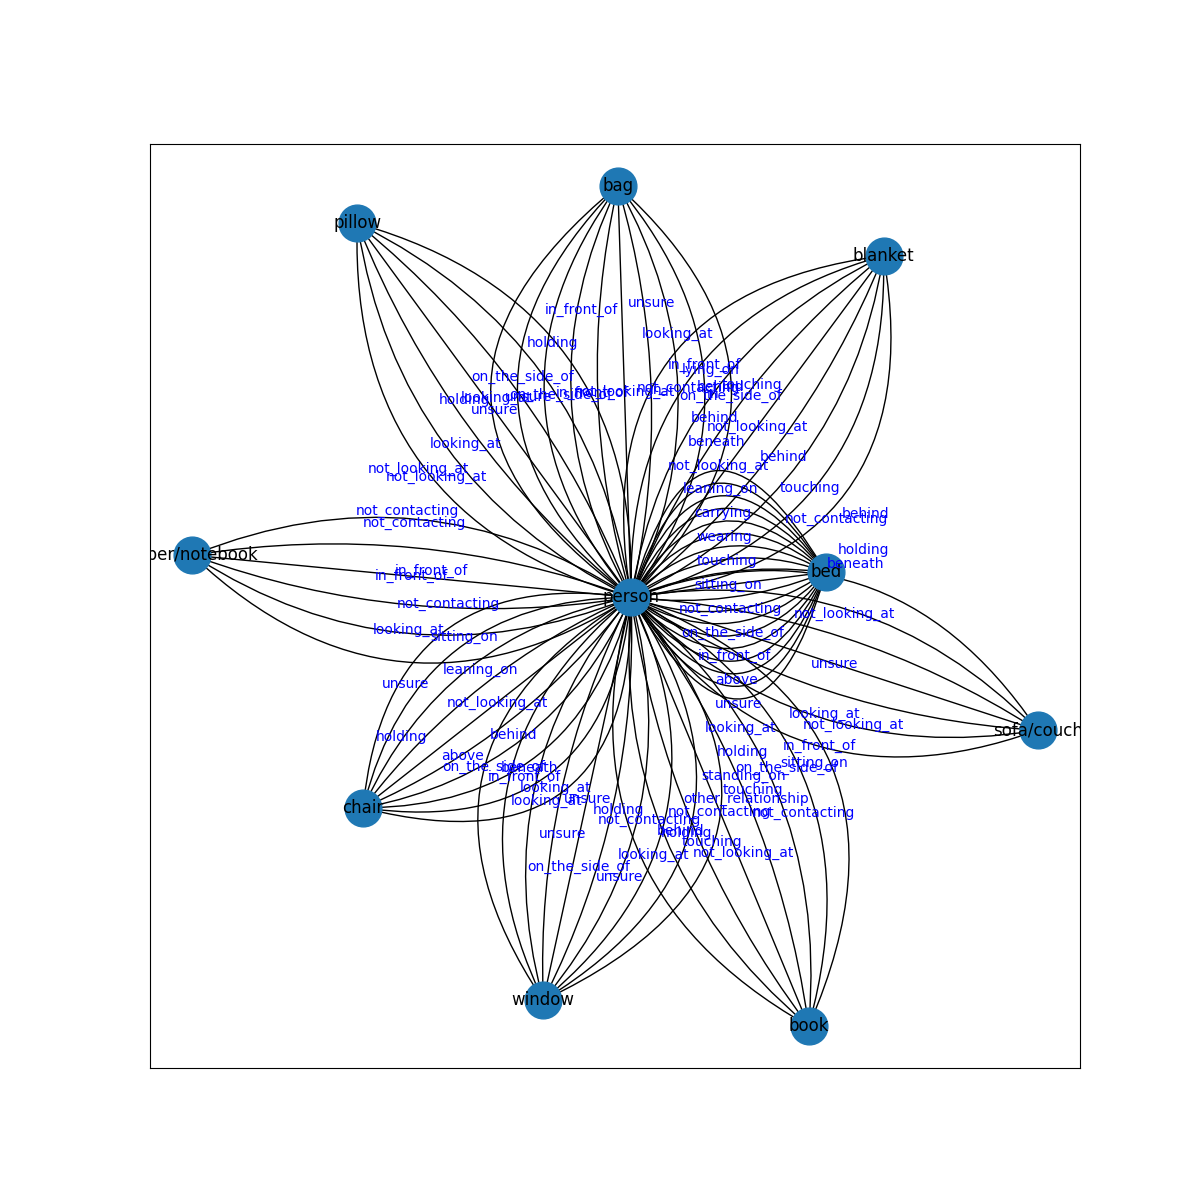 bag
pillow
blanket
unsure
in_front_of
looking_at
holding
in_front_of
lying_on
on_the_side_of
touching
not_contacting
behind
in
on_the_side_of
not_looking_at
in_front_of
on_the_side_of
unsure
looking_at
holding
unsure
behind
not_looking_at
beneath
looking_at
behind
not_looking_at
not_looking_at
not_looking_at
leaning_on
touching
not_contacting
carrying
behind
not_contacting
not_contacting
wearing
holding
per/notebook
touching
beneath
bed
in_front_of
in_front_of
sitting_on
person
not_contacting
not_contacting
not_looking_at
looking_at
sitting_on
on_the_side_of
in_front_of
unsure
leaning_on
above
unsure
not_looking_at
unsure
looking_at
not_looking_at
looking_at
sofa/couch
holding
behind
holding
in_front_of
above
on_the_side_of
beneath
in_front_of
sitting_on
on_the_side_of
standing_on
looking_at
touching
looking_at
unsure
other_relationship
chair
holding
not_contacting
not_contacting
not_contacting
unsure
behind
holding
touching
looking_at
not_looking_at
on_the_side_of
unsure
window
book